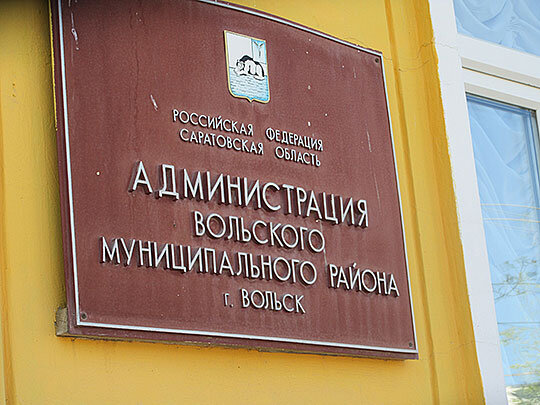 РОССИЙСКАЯ ФЕДЕРАЦИЯ
САРАТОВСКАЯ ОБЛАСТЬ
АДМИНИСТРАЦИЯ
ВОЛЬСКОГО
МУНИЦИПАЛЬНОГО РАЙОНА
г. ВОЛЬСК